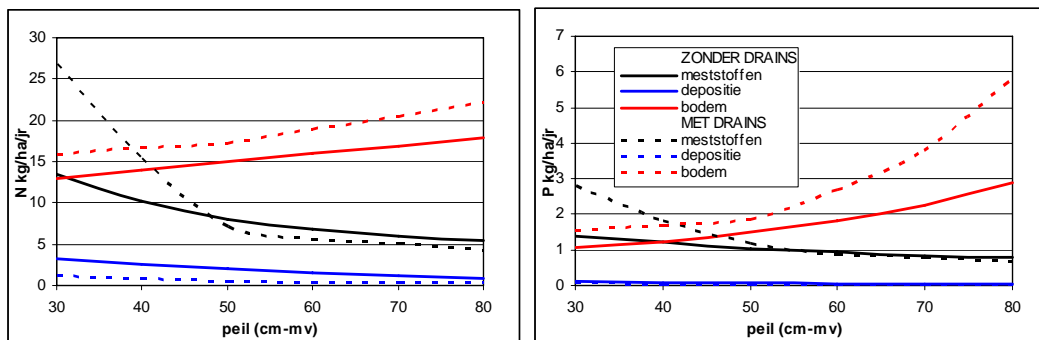 N kg/ha/jr
30
25
20
15
10
5
0
30 40 50 60 70 80
peil (cm-mv)
P kg/ha/jr
7
6
5
4
3
2
1
0
ZONDER DRAINS
meststoffen
depositie
bodem
MET DRAINS
meststoffen
depositie
bodem
30 40 50 60 70 80
peil (cm-mv)